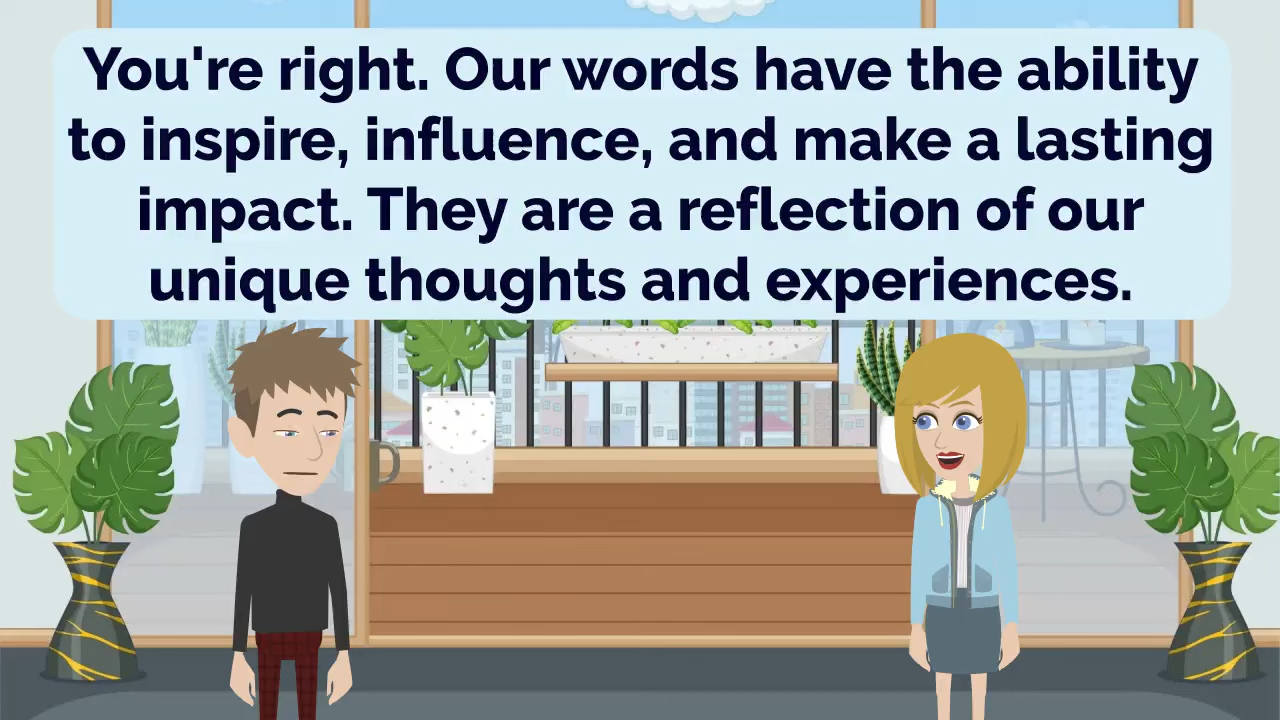 You're right. Our words have the ability
to inspire, influence, and make a lasting
impact. They are a reflection of our
unique thoughts and experiences.